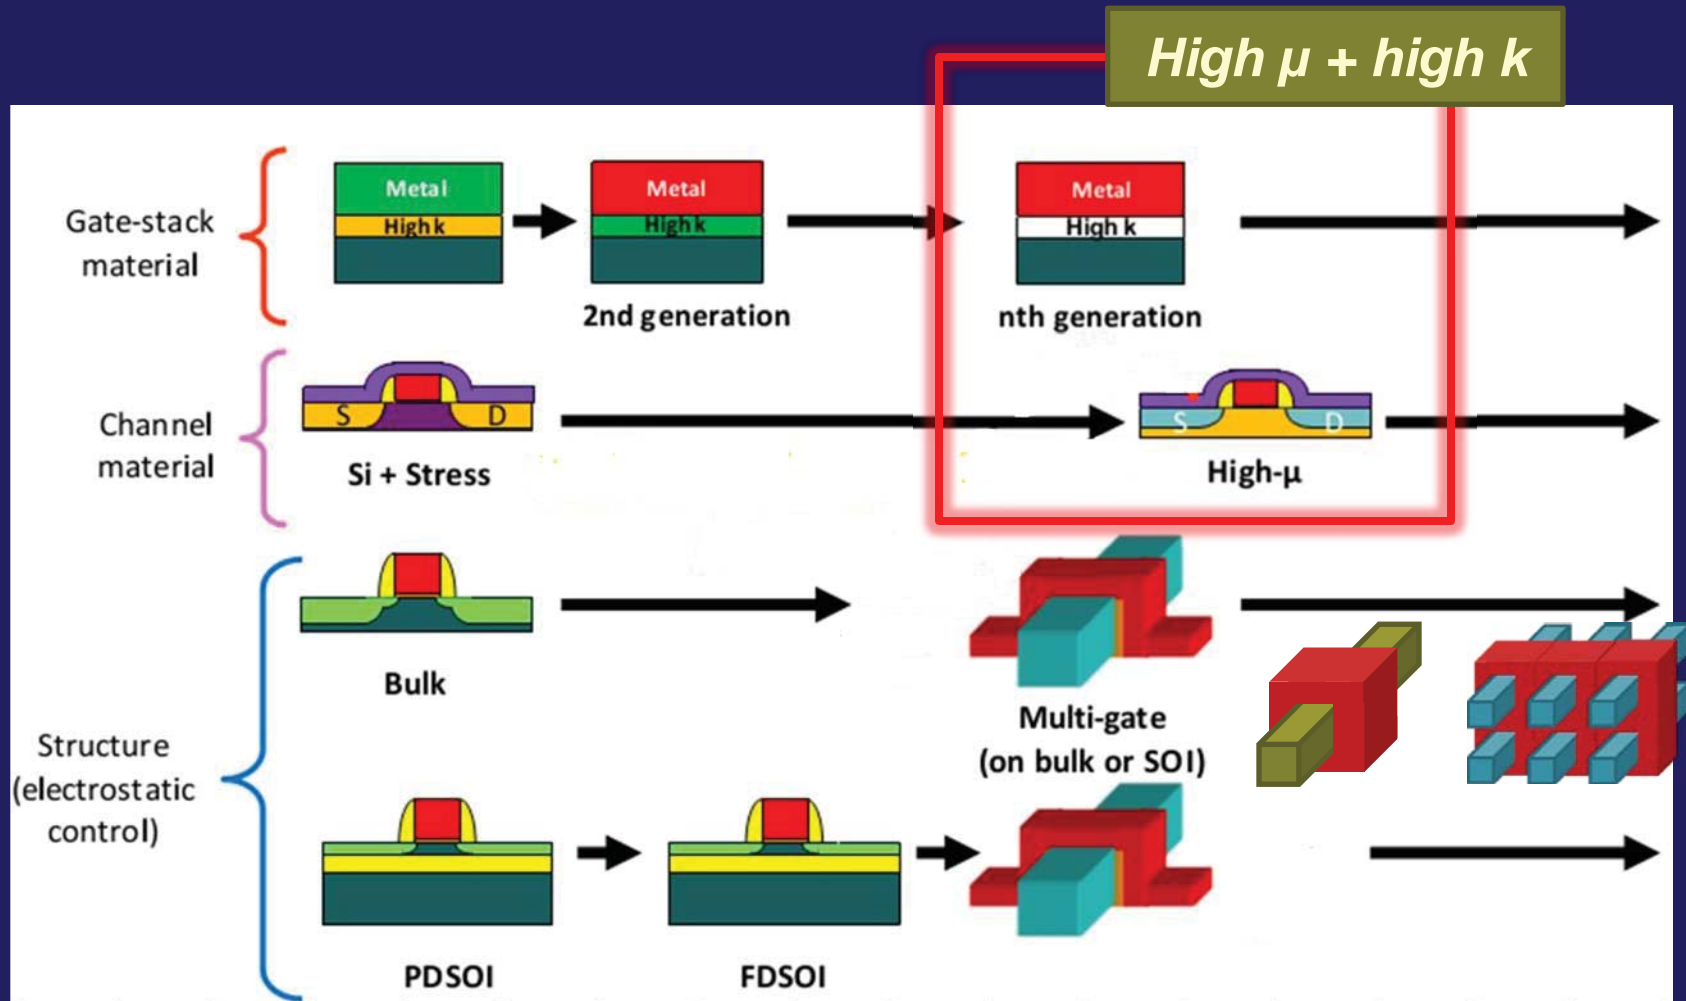 High µ + high k
Gate-stack
material
Metal
High k
Metal
High k
2nd generation
Metal
High k
nth generation
Channel
material
S
D
Si + Stress
S
D
High-µ
Structure
(electrostatic
control)
Bulk
Multi-gate
(on bulk or SOI)
PDSOI
FDSOI